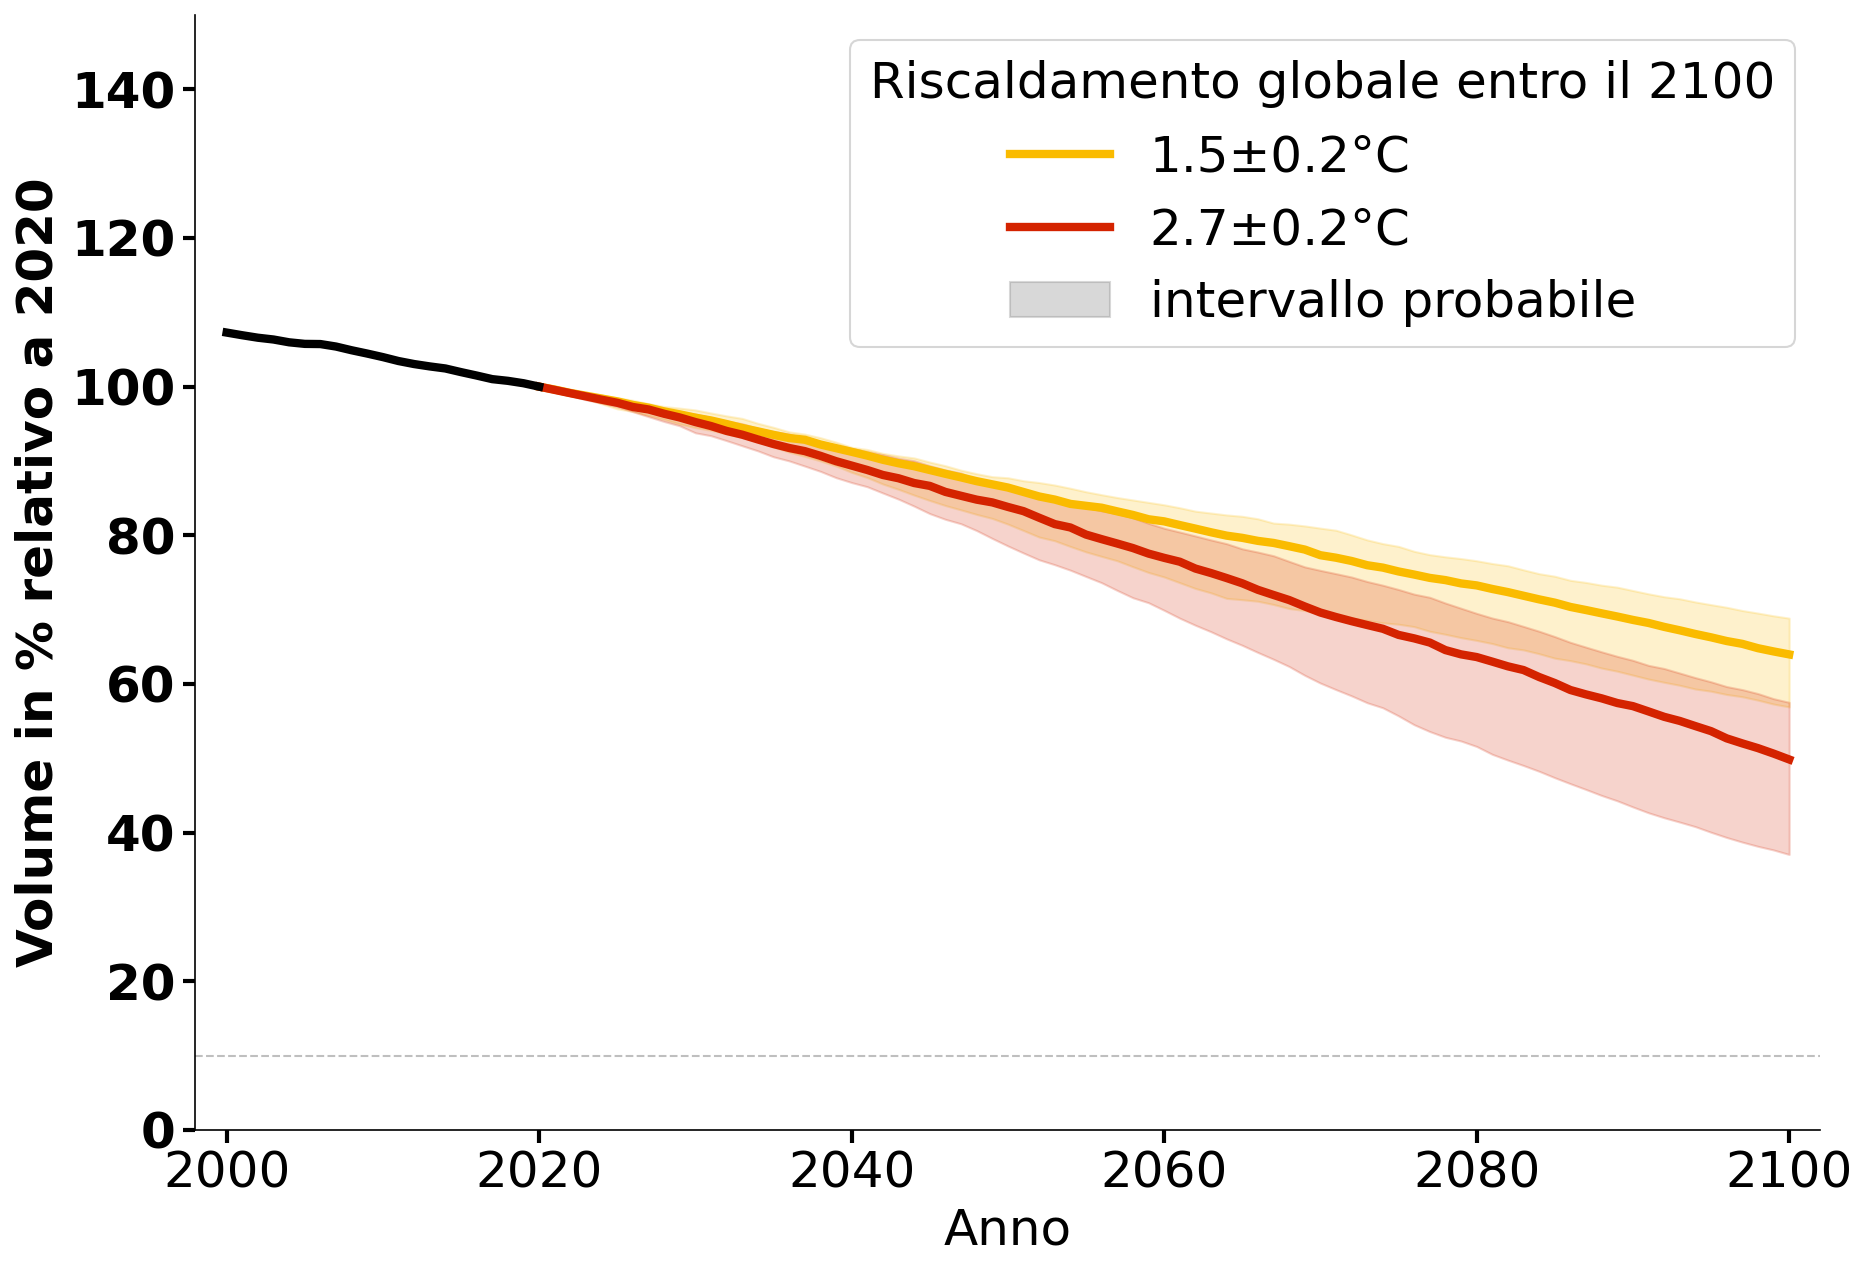 Volume in % relativo a 2020
140
120
100
80
60
40
20
0
Riscaldamento globale entro il 2100
1.5±0.2°C
2.7±0.2°C
intervallo probabile
2000 2020 2040 2060 2080 2100
Anno